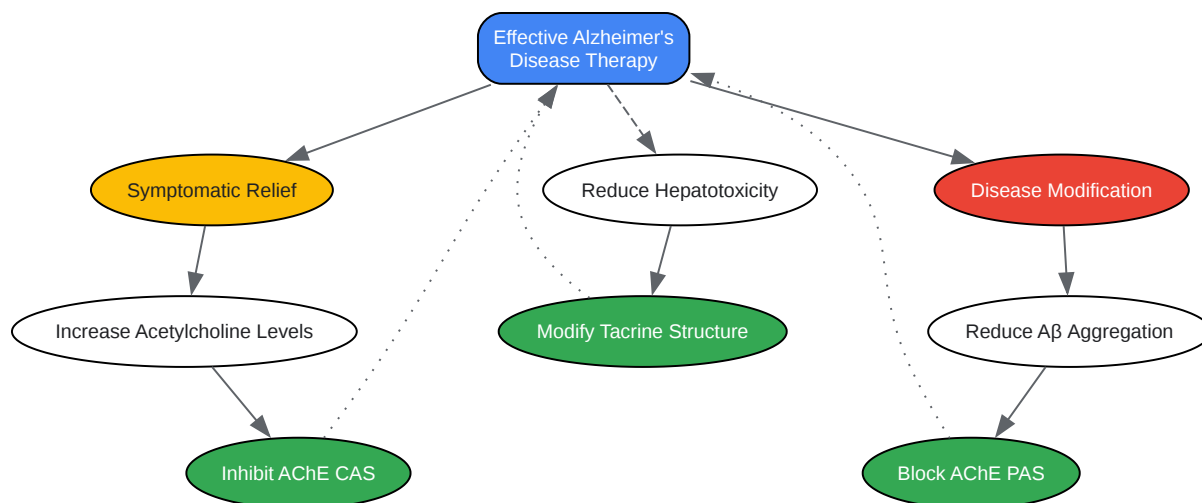 Effective Alzheimer's
Disease Therapy
Symptomatic Relief
Reduce Hepatotoxicity
Disease Modification
Increase Acetylcholine Levels
Modify Tacrine Structure
Reduce Aβ Aggregation
Inhibit AChE CAS
Block AChE PAS